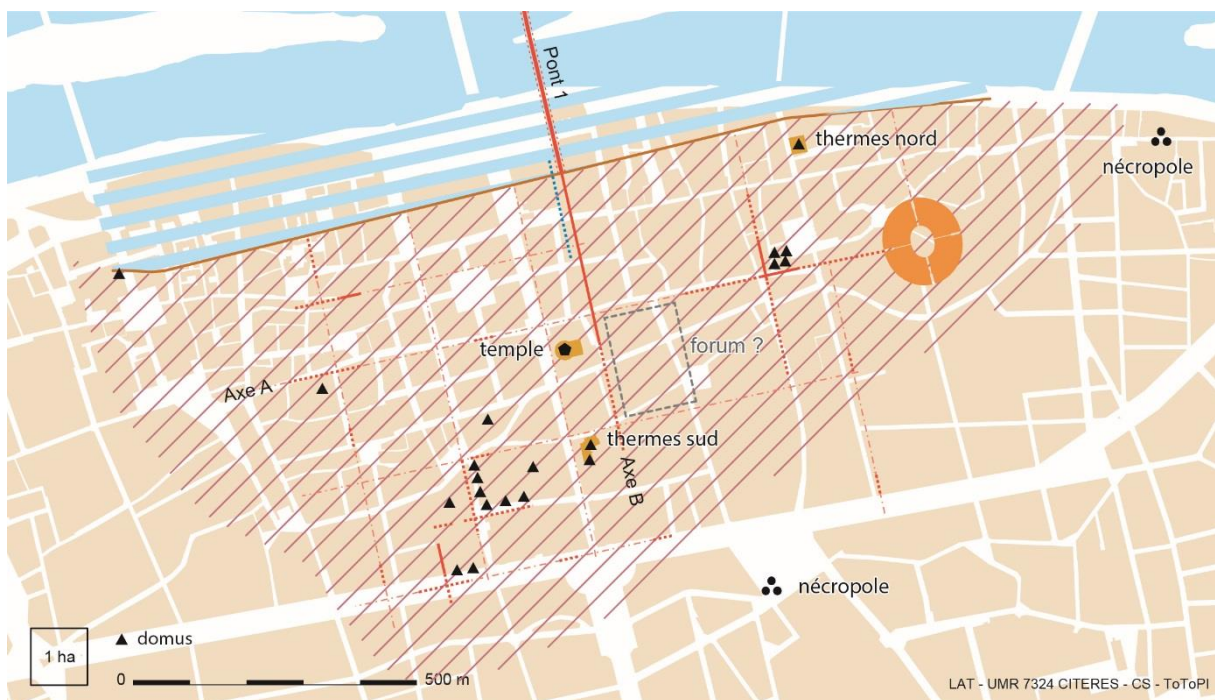 Pont 1
thermes nord
nécropole
temple
forum ?
Axe A
thermes sud
Axe B
nécropole
1 ha
domus
0
500 m
LAT - UMR 7324 CITERES - CS - ToToPI